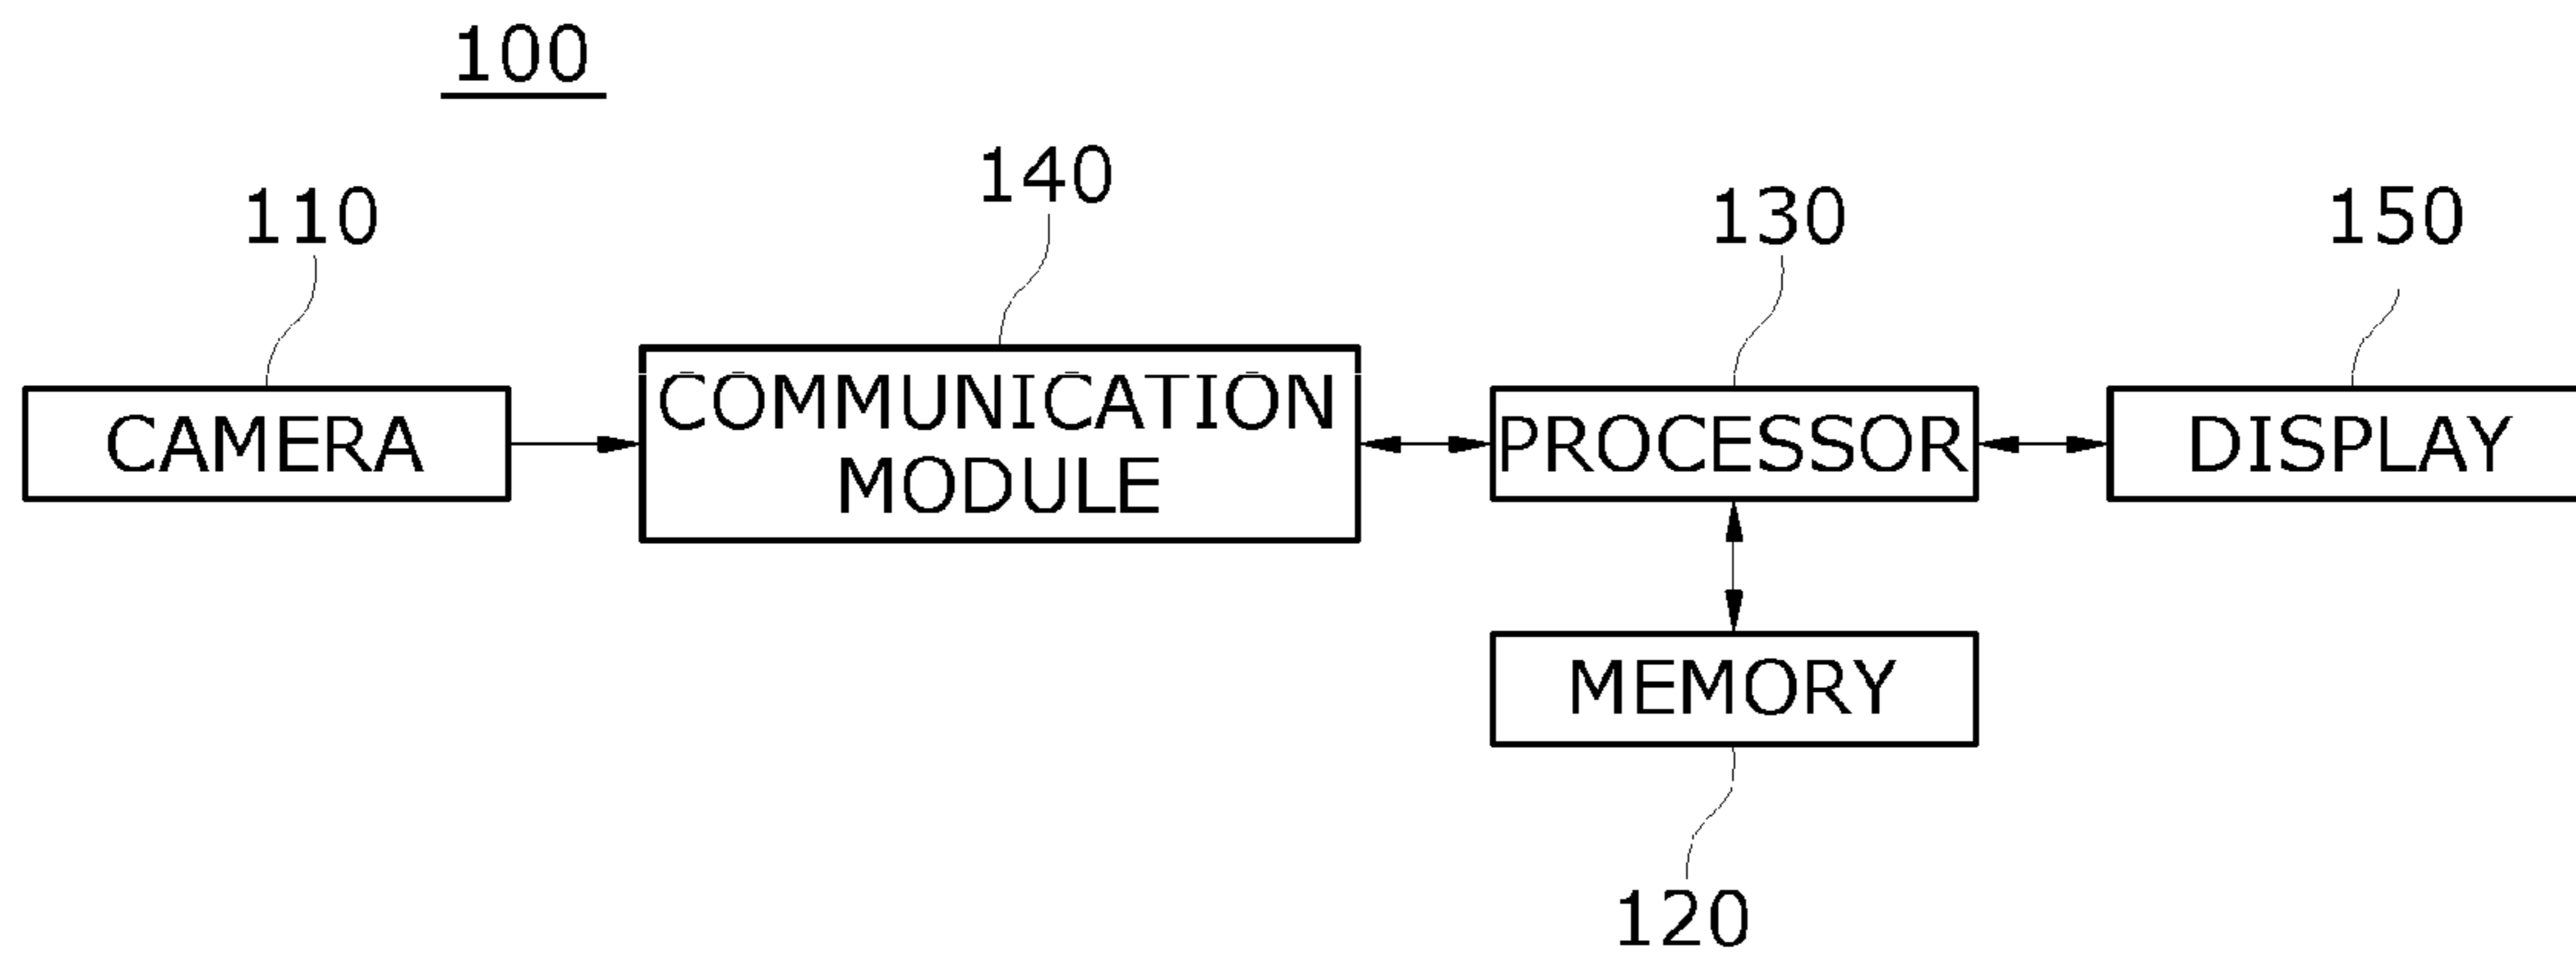 100
110
140
130
150
CAMERA
COMMUNICATION
MODULE
PROCESSOR
DISPLAY
MEMORY
120